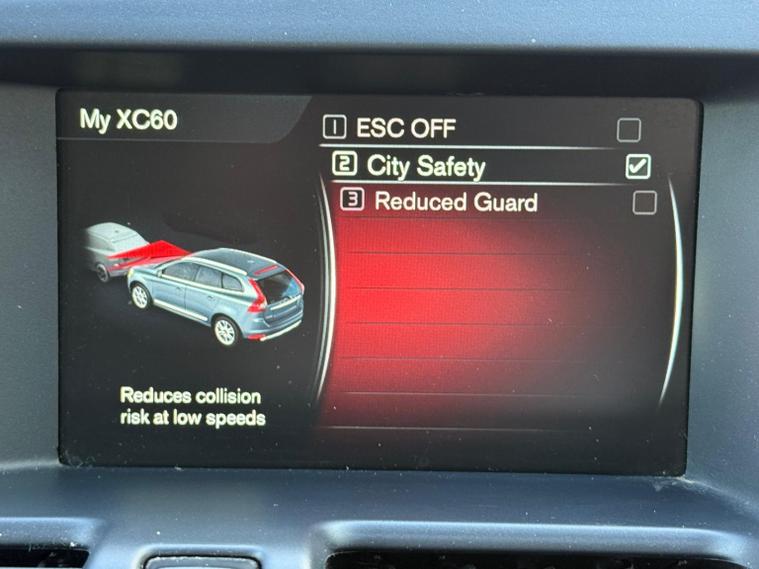 My XC60
1 ESC OFF
2 City Safety
3 Reduced Guard
Reduces collision
risk at low speeds